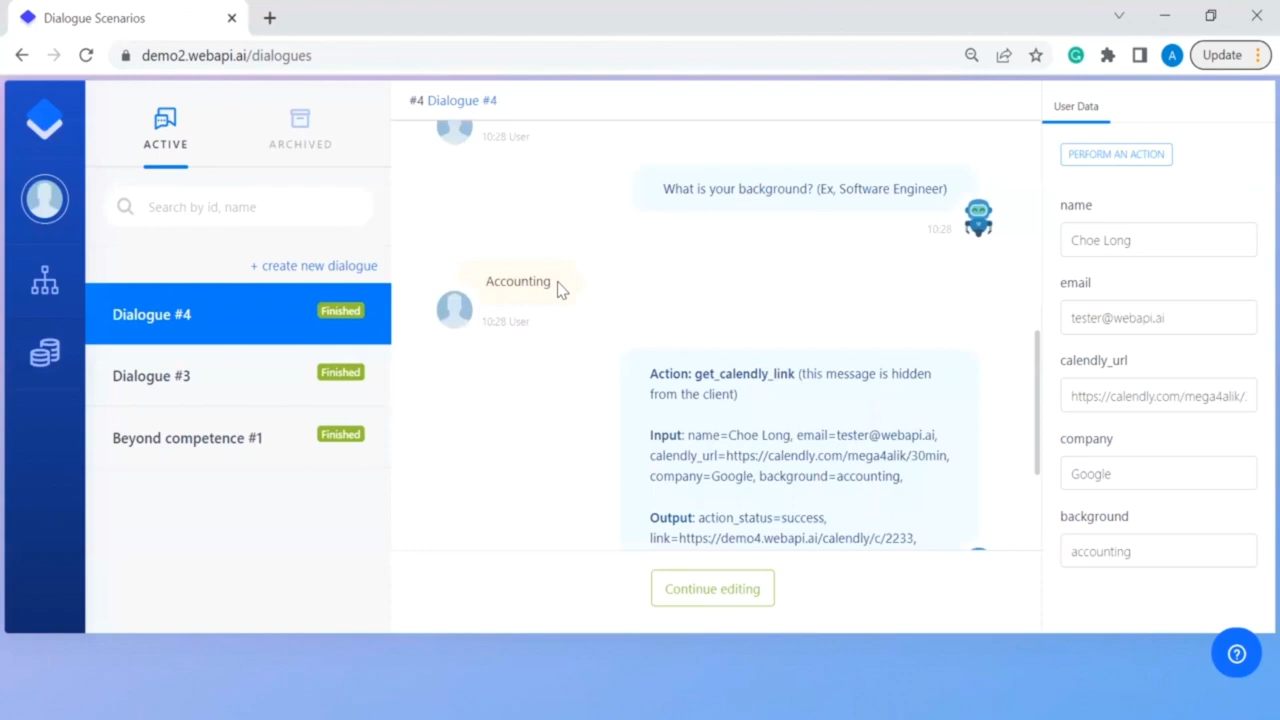 Dialogue Scenarios
demo2.webapi.ai/dialogues
A
Update
ACTIVE
ARCHIVED
Search by id, name
+ create new dialogue
Dialogue #4
Finished
Dialogue #3
Finished
Beyond competence #1
Finished
#4 Dialogue #4
10:28 User
What is your background? (Ex, Software Engineer)
10:28
Accounting
10:28 User
Action: get_calendly_link (this message is hidden
from the client)
Input: name=Choe Long, email=tester@webapi.ai,
calendly_url=https://calendly.com/mega4alik/30min,
company=Google, background=accounting,
Output: action_status=success,
link=https://demo4.webapi.ai/calendly/c/2233,
Continue editing
User Data
PERFORM AN ACTION
name
Choe Long
email
tester@webapi.ai
calendly_url
https://calendly.com/mega4alik/
company
Google
background
accounting